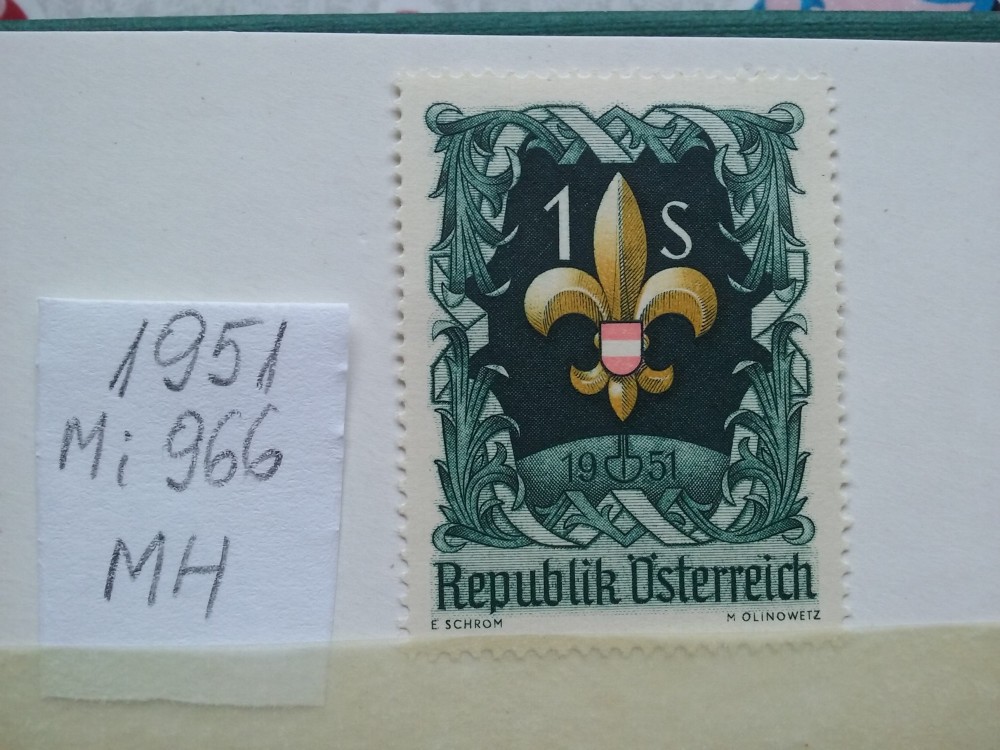 1951
Mi 966
MH
1 S
1951
Republik Österreich
E SCHROM M OLINOWETZ